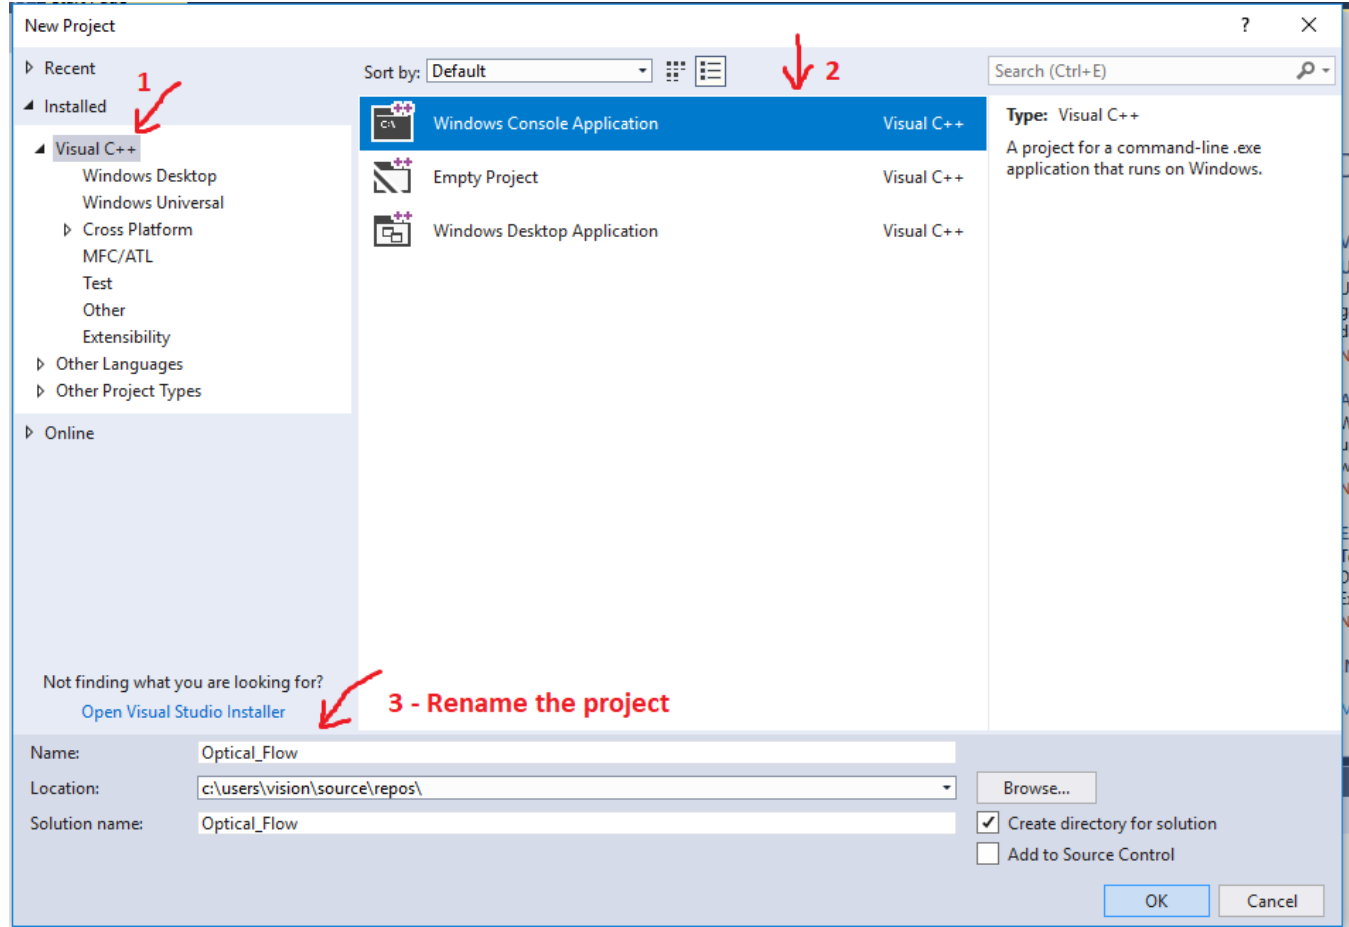 New Project
?
Recent
1
Installed
Visual C++
Windows Desktop
Windows Universal
Cross Platform
MFC/ATL
Test
Other
Extensibility
Other Languages
Other Project Types
Online
Not finding what you are looking for?
Open Visual Studio Installer
Sort by: Default
2
Windows Console Application Visual C++
Empty Project Visual C++
Windows Desktop Application Visual C++
Search (Ctrl+E)
Type: Visual C++
A project for a command-line .exe
application that runs on Windows.
3 - Rename the project
Name: Optical_Flow
Location: c:\users\vision\source\repos\
Browse...
Solution name: Optical_Flow
Create directory for solution
Add to Source Control
OK
Cancel